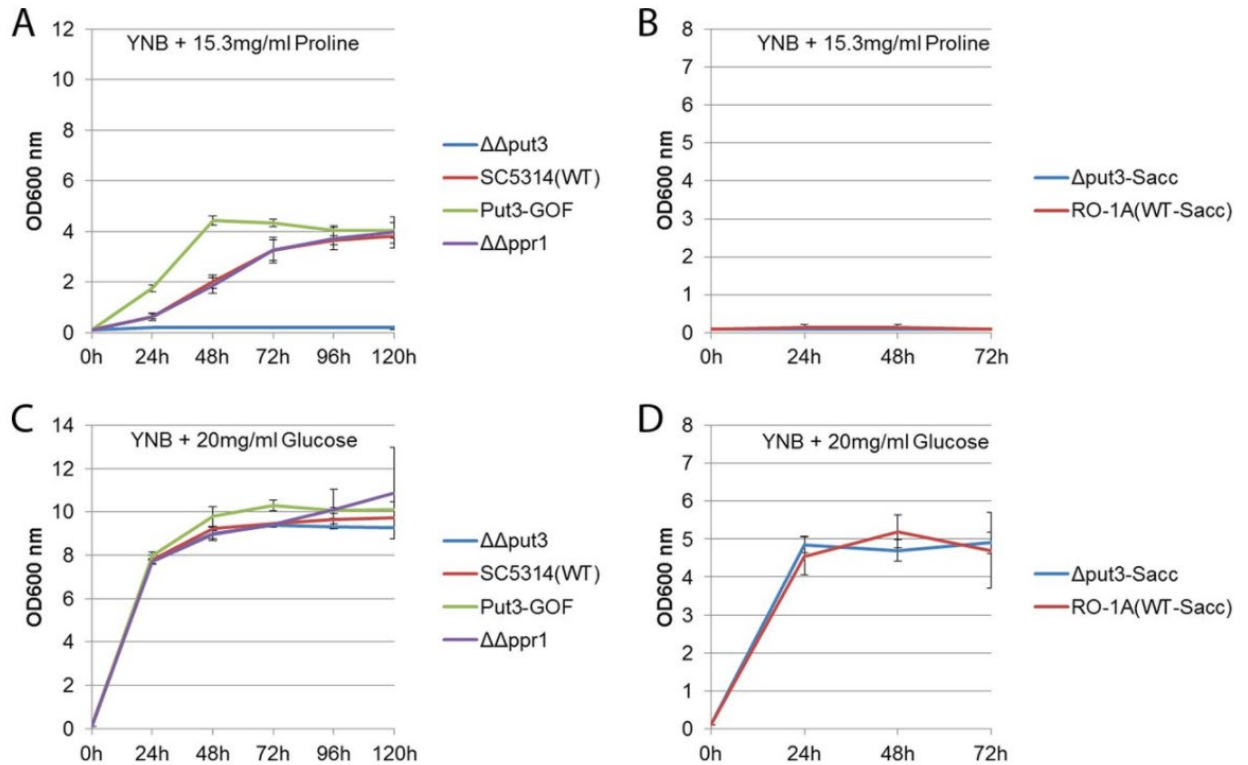 A
YNB + 15.3mg/ml Proline
OD600 nm
12
10
8
6
4
2
0
0h 24h 48h 72h 96h 120h
ΔΔput3
SC5314(WT)
Put3-GOF
ΔΔppr1
B
YNB + 15.3mg/ml Proline
OD600 nm
8
7
6
5
4
3
2
1
0
0h 24h 48h 72h
Δput3-Sacc
RO-1A(WT-Sacc)
C
YNB + 20mg/ml Glucose
OD600 nm
14
12
10
8
6
4
2
0
0h 24h 48h 72h 96h 120h
ΔΔput3
SC5314(WT)
Put3-GOF
ΔΔppr1
D
YNB + 20mg/ml Glucose
OD600 nm
8
7
6
5
4
3
2
1
0
0h 24h 48h 72h
Δput3-Sacc
RO-1A(WT-Sacc)